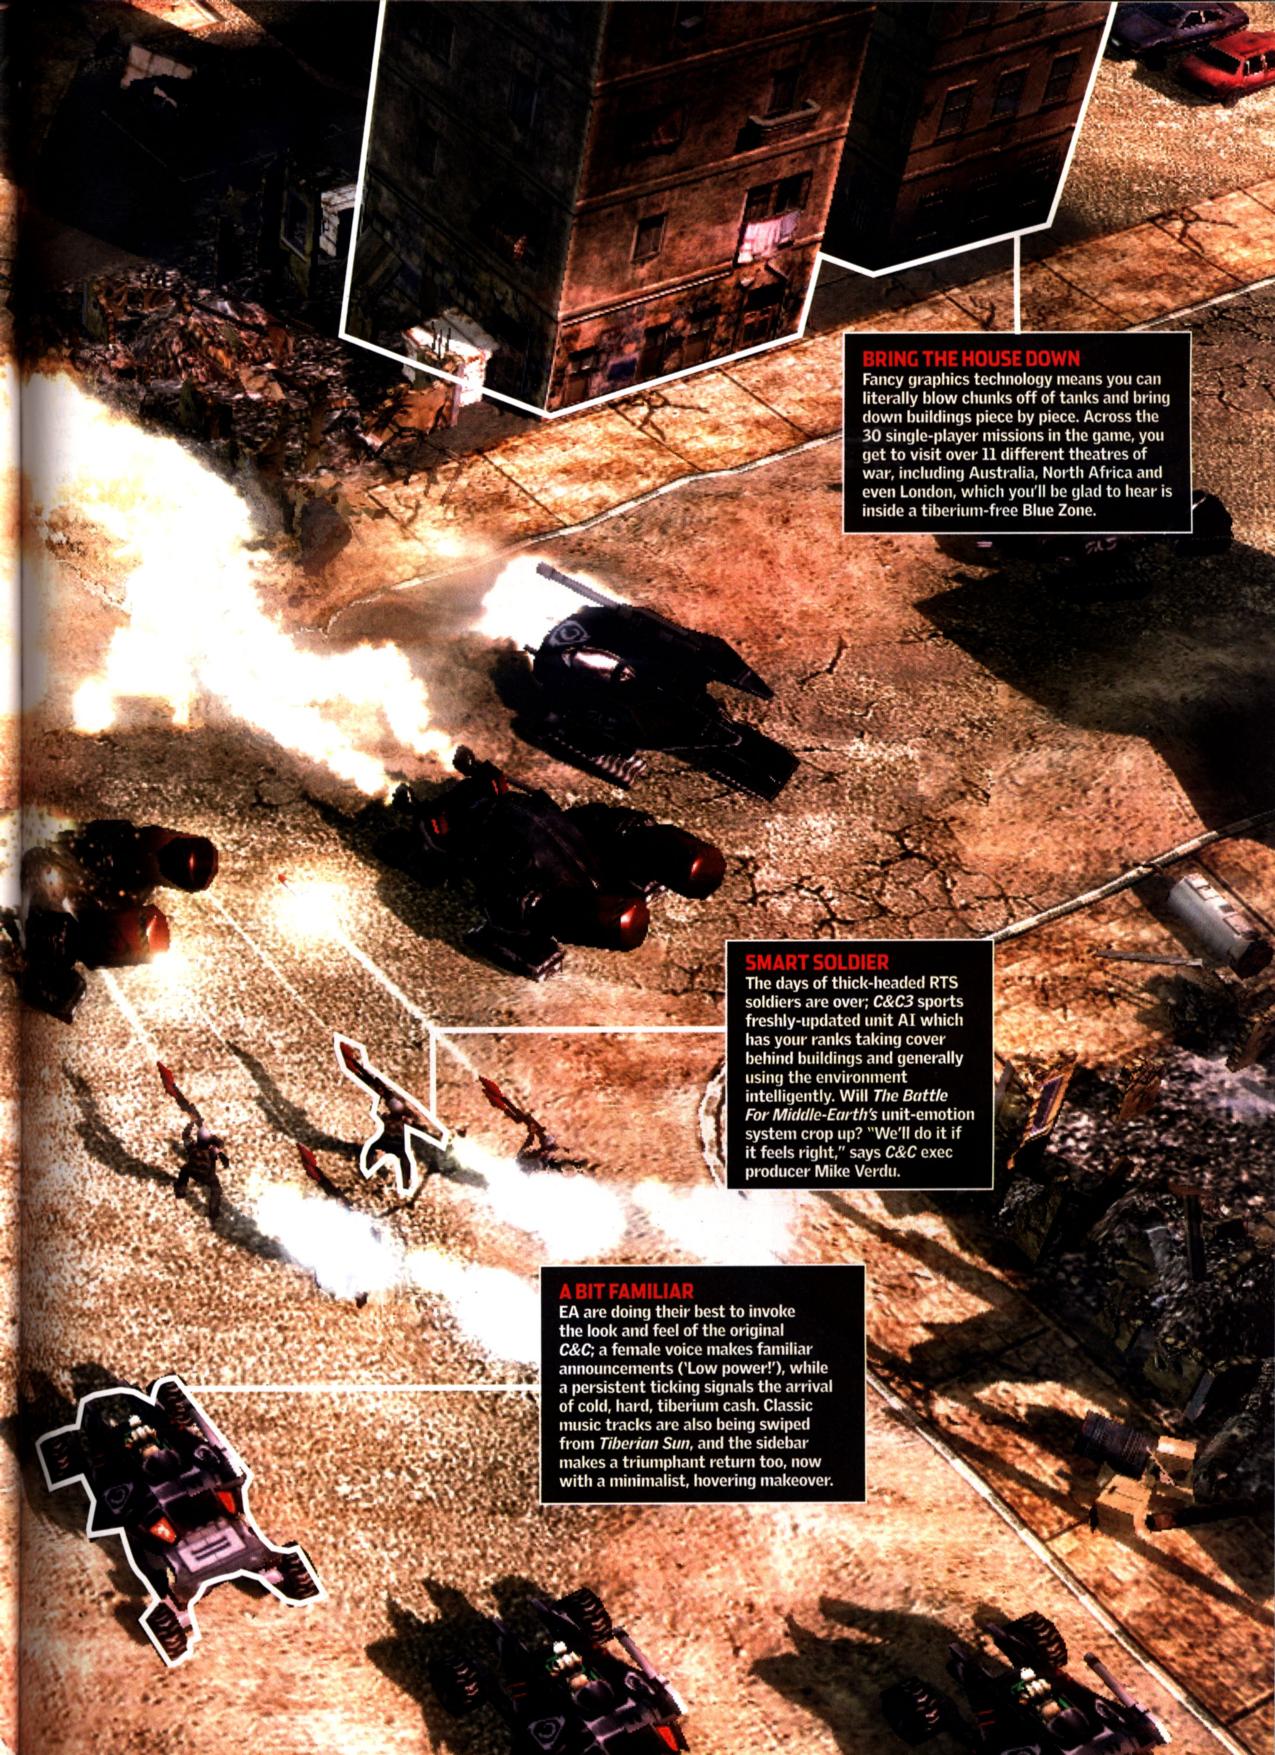 BRING THE HOUSE DOWN
Fancy graphics technology means you can
literally blow chunks off of tanks and bring
down buildings piece by piece. Across the
30 single-player missions in the game, you
get to visit over 11 different theatres of
war, including Australia, North Africa and
even London, which you'll be glad to hear is
inside a tiberium-free Blue Zone.
SMART SOLDIER
The days of thick-headed RTS
soldiers are over; C&C3 sports
freshly-updated unit AI which
has your ranks taking cover
behind buildings and generally
using the environment
intelligently. Will The Battle
For Middle-Earth's unit-emotion
system crop up? "We'll do it if
it feels right," says C&C exec
producer Mike Verdu.
A BIT FAMILIAR
EA are doing their best to invoke
the look and feel of the original
C&C; a female voice makes familiar
announcements ('Low power!'), while
a persistent ticking signals the arrival
of cold, hard, tiberium cash. Classic
music tracks are also being swiped
from Tiberian Sun, and the sidebar
makes a triumphant return too, now
with a minimalist, hovering makeover.